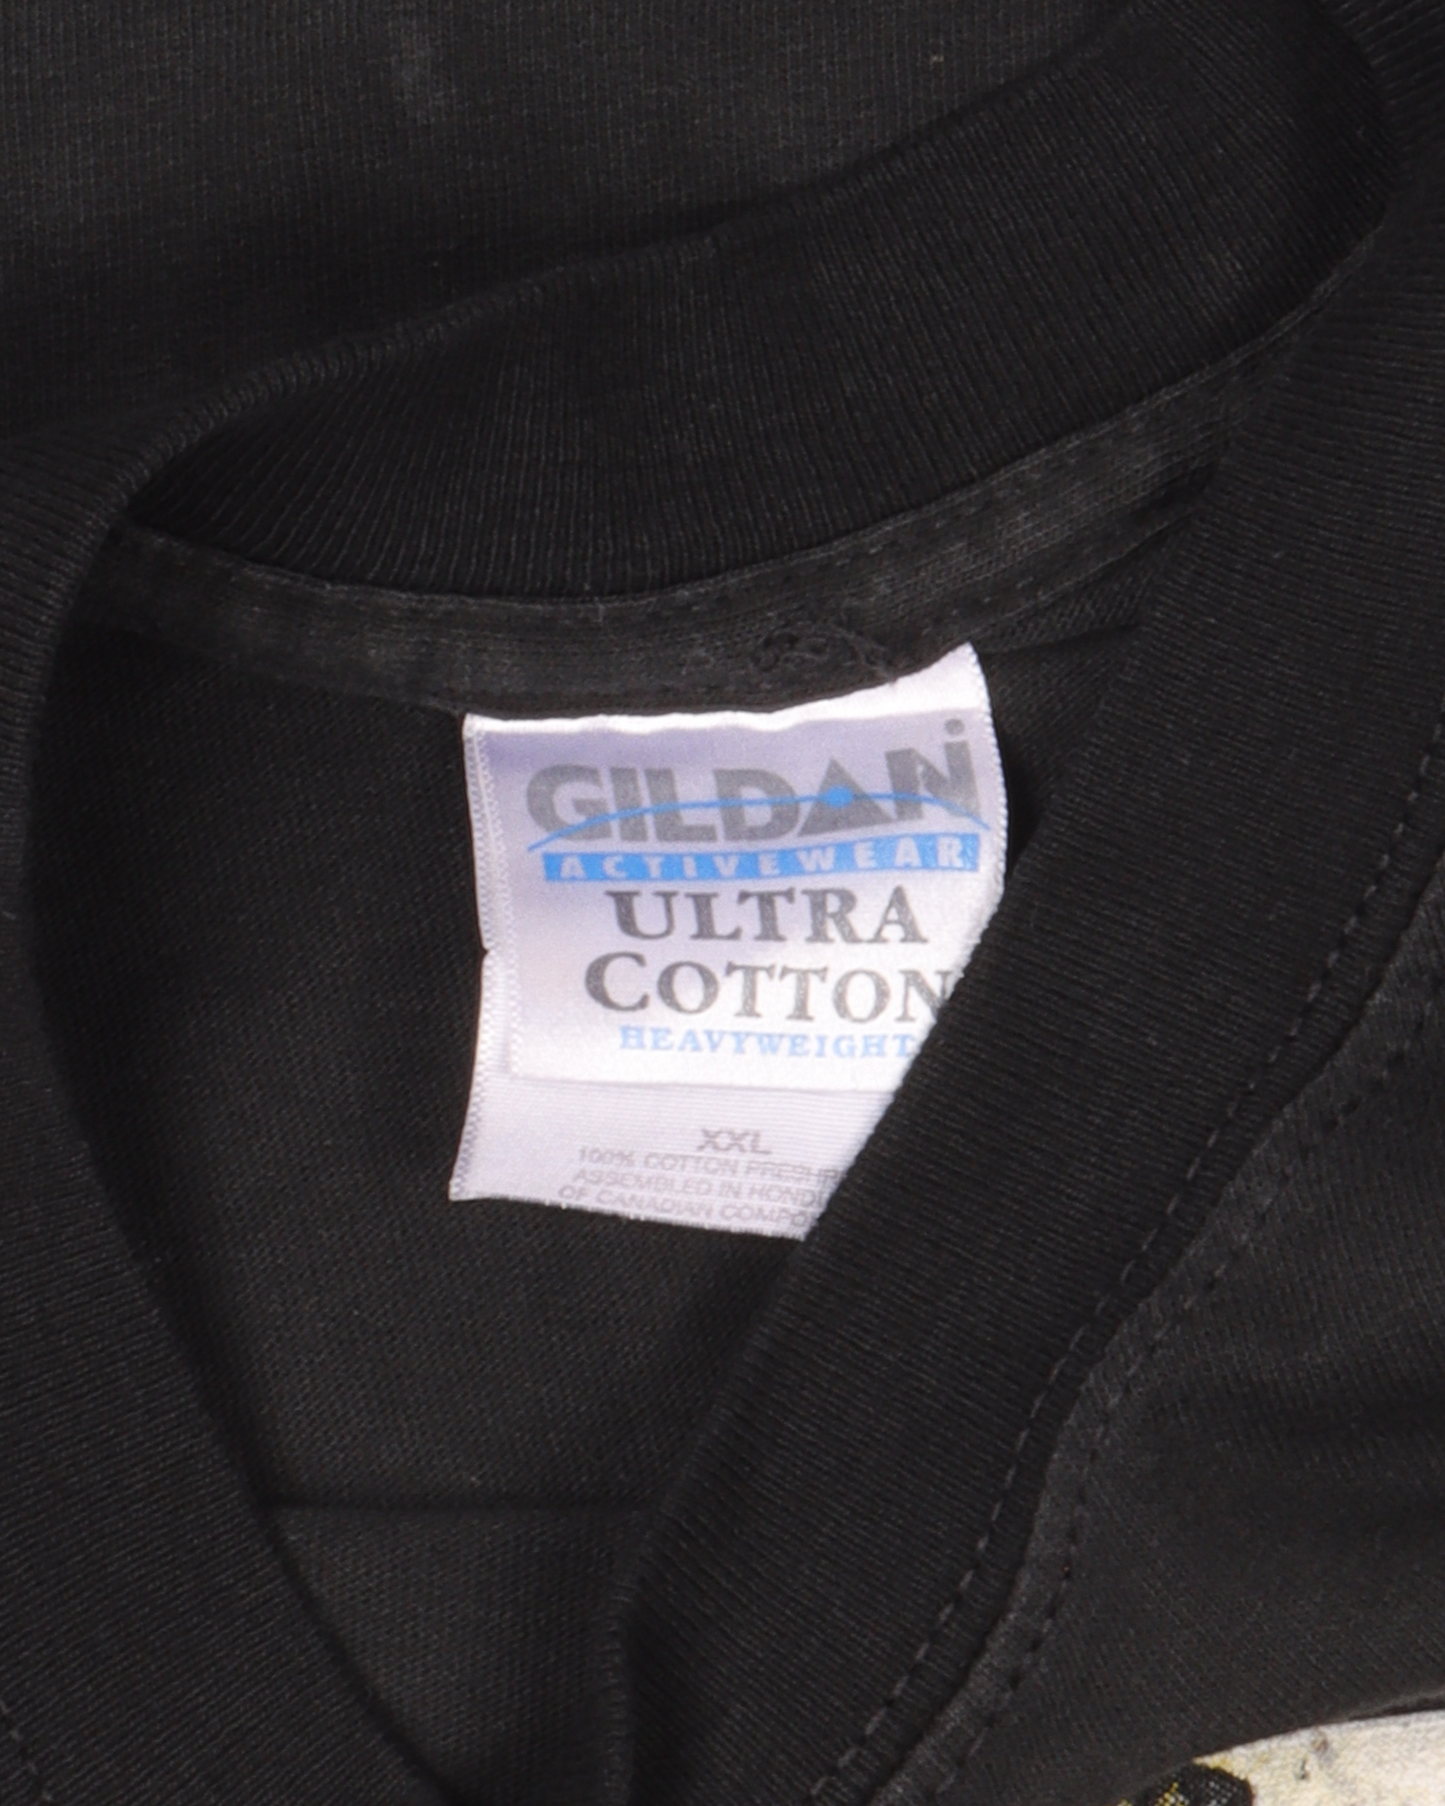 GILDAN
ACTIVEWEAR
ULTRA
COTTON
HEAVYWEIGHT
XXL
100% COTTON
ASSEMBLED IN
OF CANADIAN